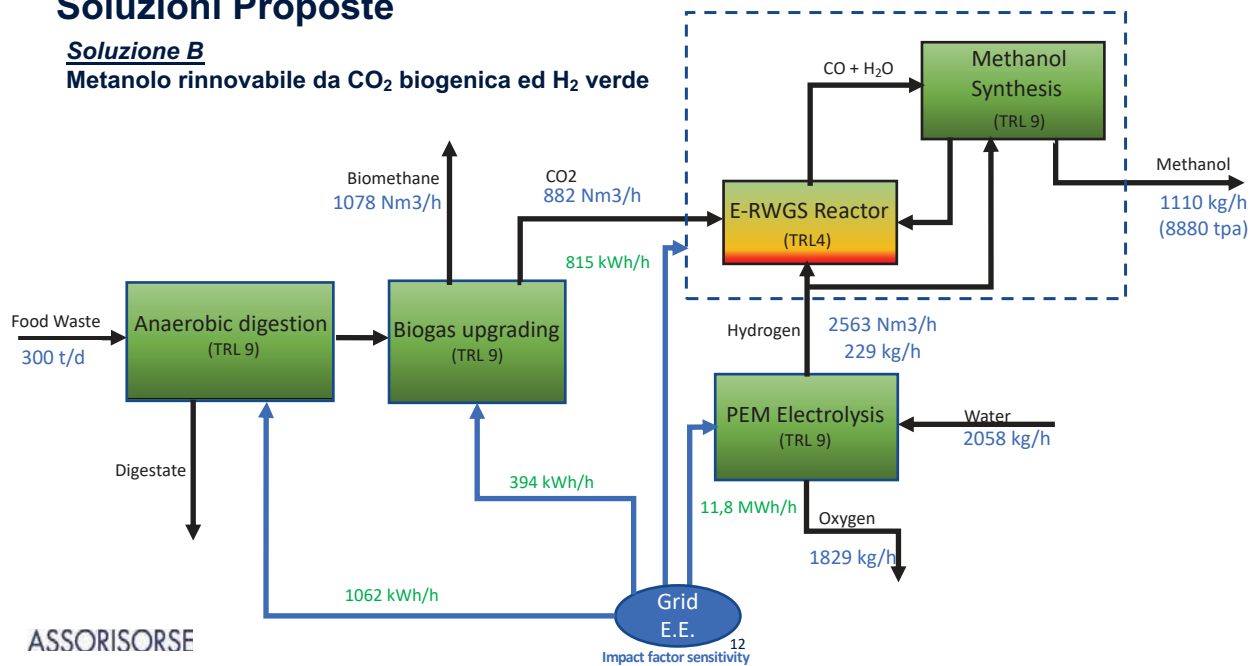 Soluzioni Proposte
Soluzione B
Metanolo rinnovabile da CO2 biogenica ed H2 verde
CO + H2O
Methanol
Synthesis
(TRL 9)
Biomethane
1078 Nm3/h
CO2
882 Nm3/h
E-RWGS Reactor
(TRL4)
Methanol
1110 kg/h
(8880 tpa)
815 kWh/h
Food Waste
300 t/d
Anaerobic digestion
(TRL 9)
Biogas upgrading
(TRL 9)
Hydrogen
2563 Nm3/h
229 kg/h
PEM Electrolysis
(TRL 9)
Water
2058 kg/h
Digestate
394 kWh/h
11,8 MWh/h
Oxygen
1829 kg/h
1062 kWh/h
Grid
E.E.
12
Impact factor sensitivity
ASSORISORSE